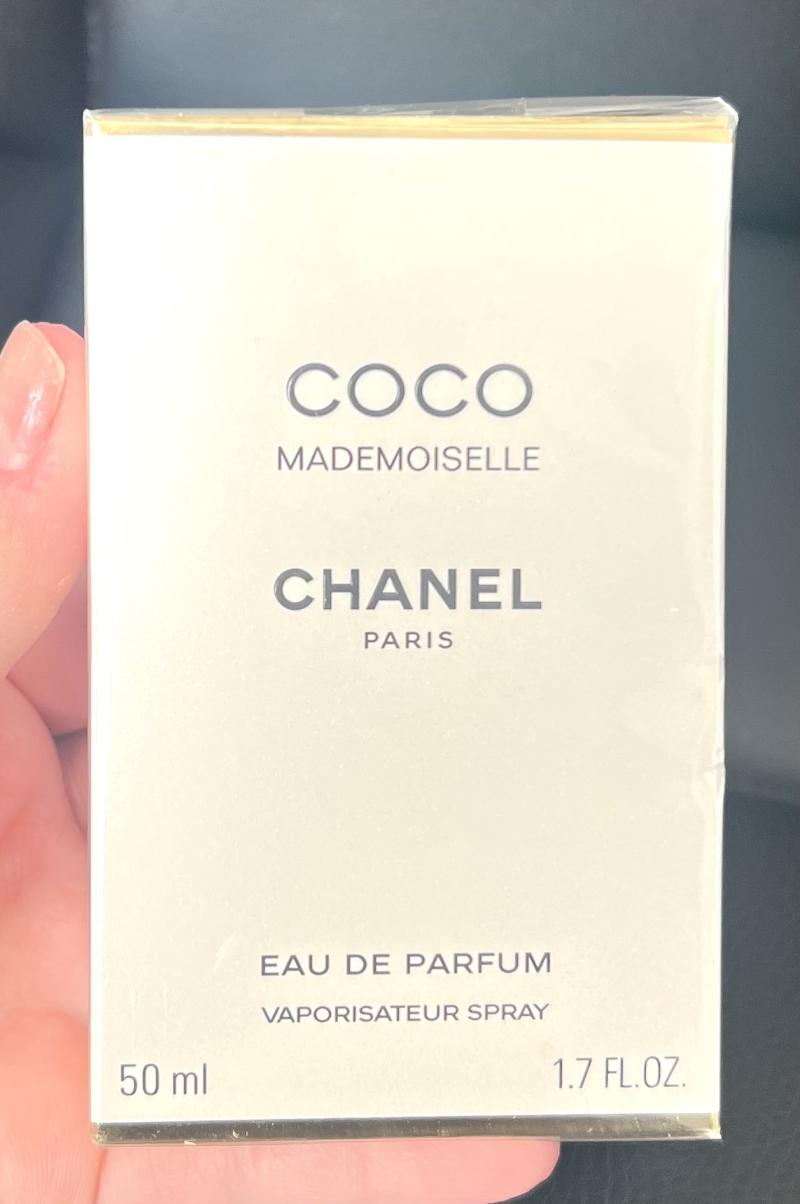 COCO
MADEMOISELLE
CHANEL
PARIS
EAU DE PARFUM
VAPORISATEUR SPRAY
50 ml
1.7 FL.OZ.